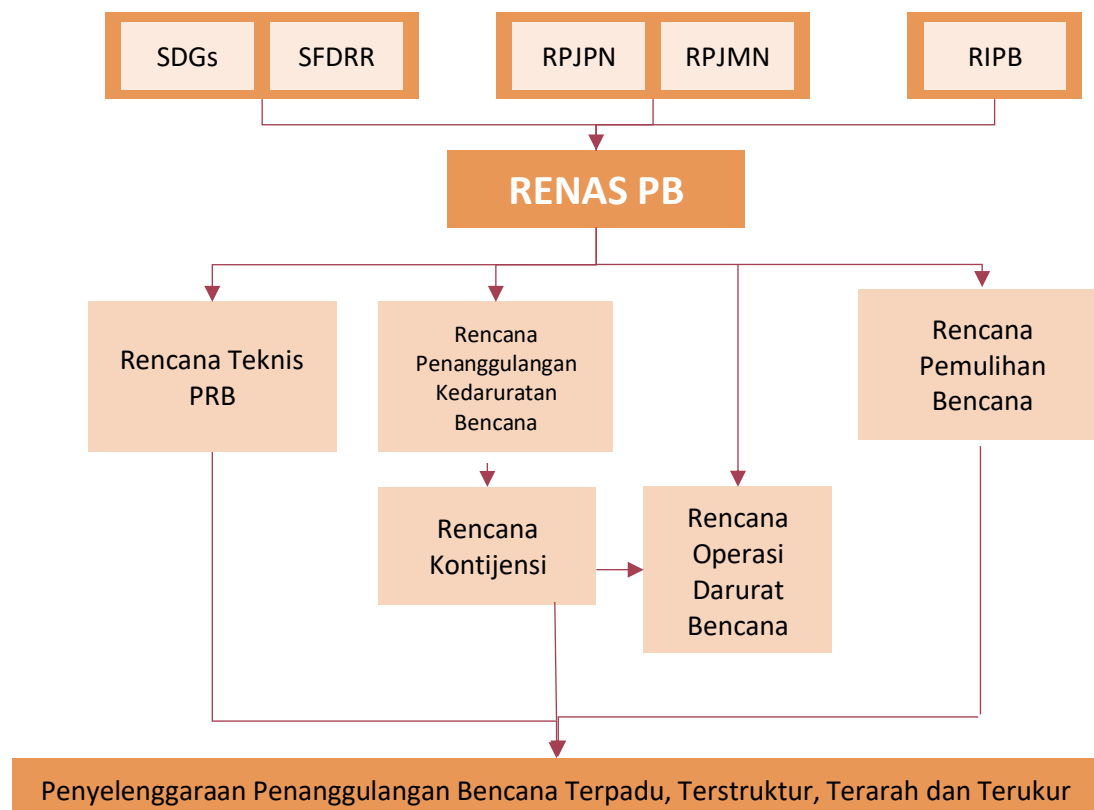 SDGs
SFDRR
RPJPN
RPJMN
RIPB
RENAS PB
Rencana Teknis
PRB
Rencana
Penanggulangan
Kedaruratan
Bencana
Rencana
Pemulihan
Bencana
Rencana
Kontijensi
Rencana
Operasi
Darurat
Bencana
Penyelenggaraan Penanggulangan Bencana Terpadu, Terstruktur, Terarah dan Terukur